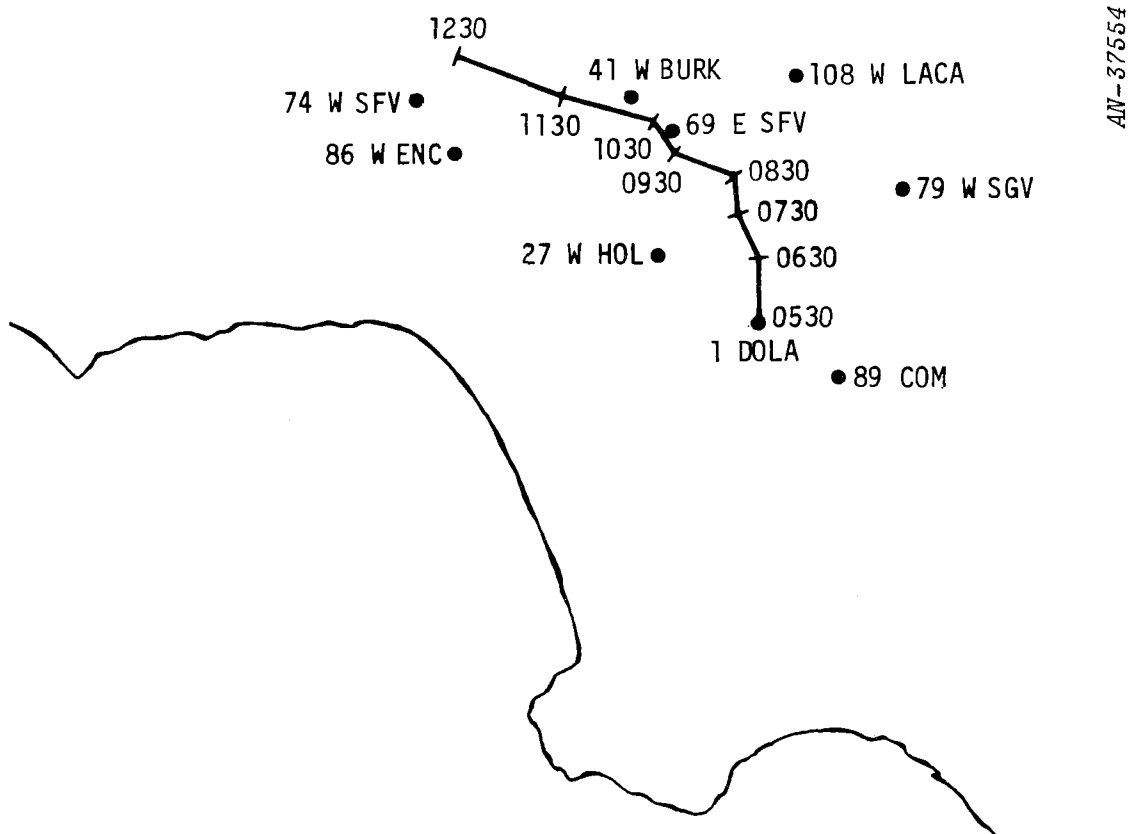 1230
41 W BURK
108 W LACA
74 W SFV
1130
69 E SFV
86 W ENC
1030
0930
0830
79 W SGV
0730
27 W HOL
0630
0530
1 DOLA
89 COM
AN-37554